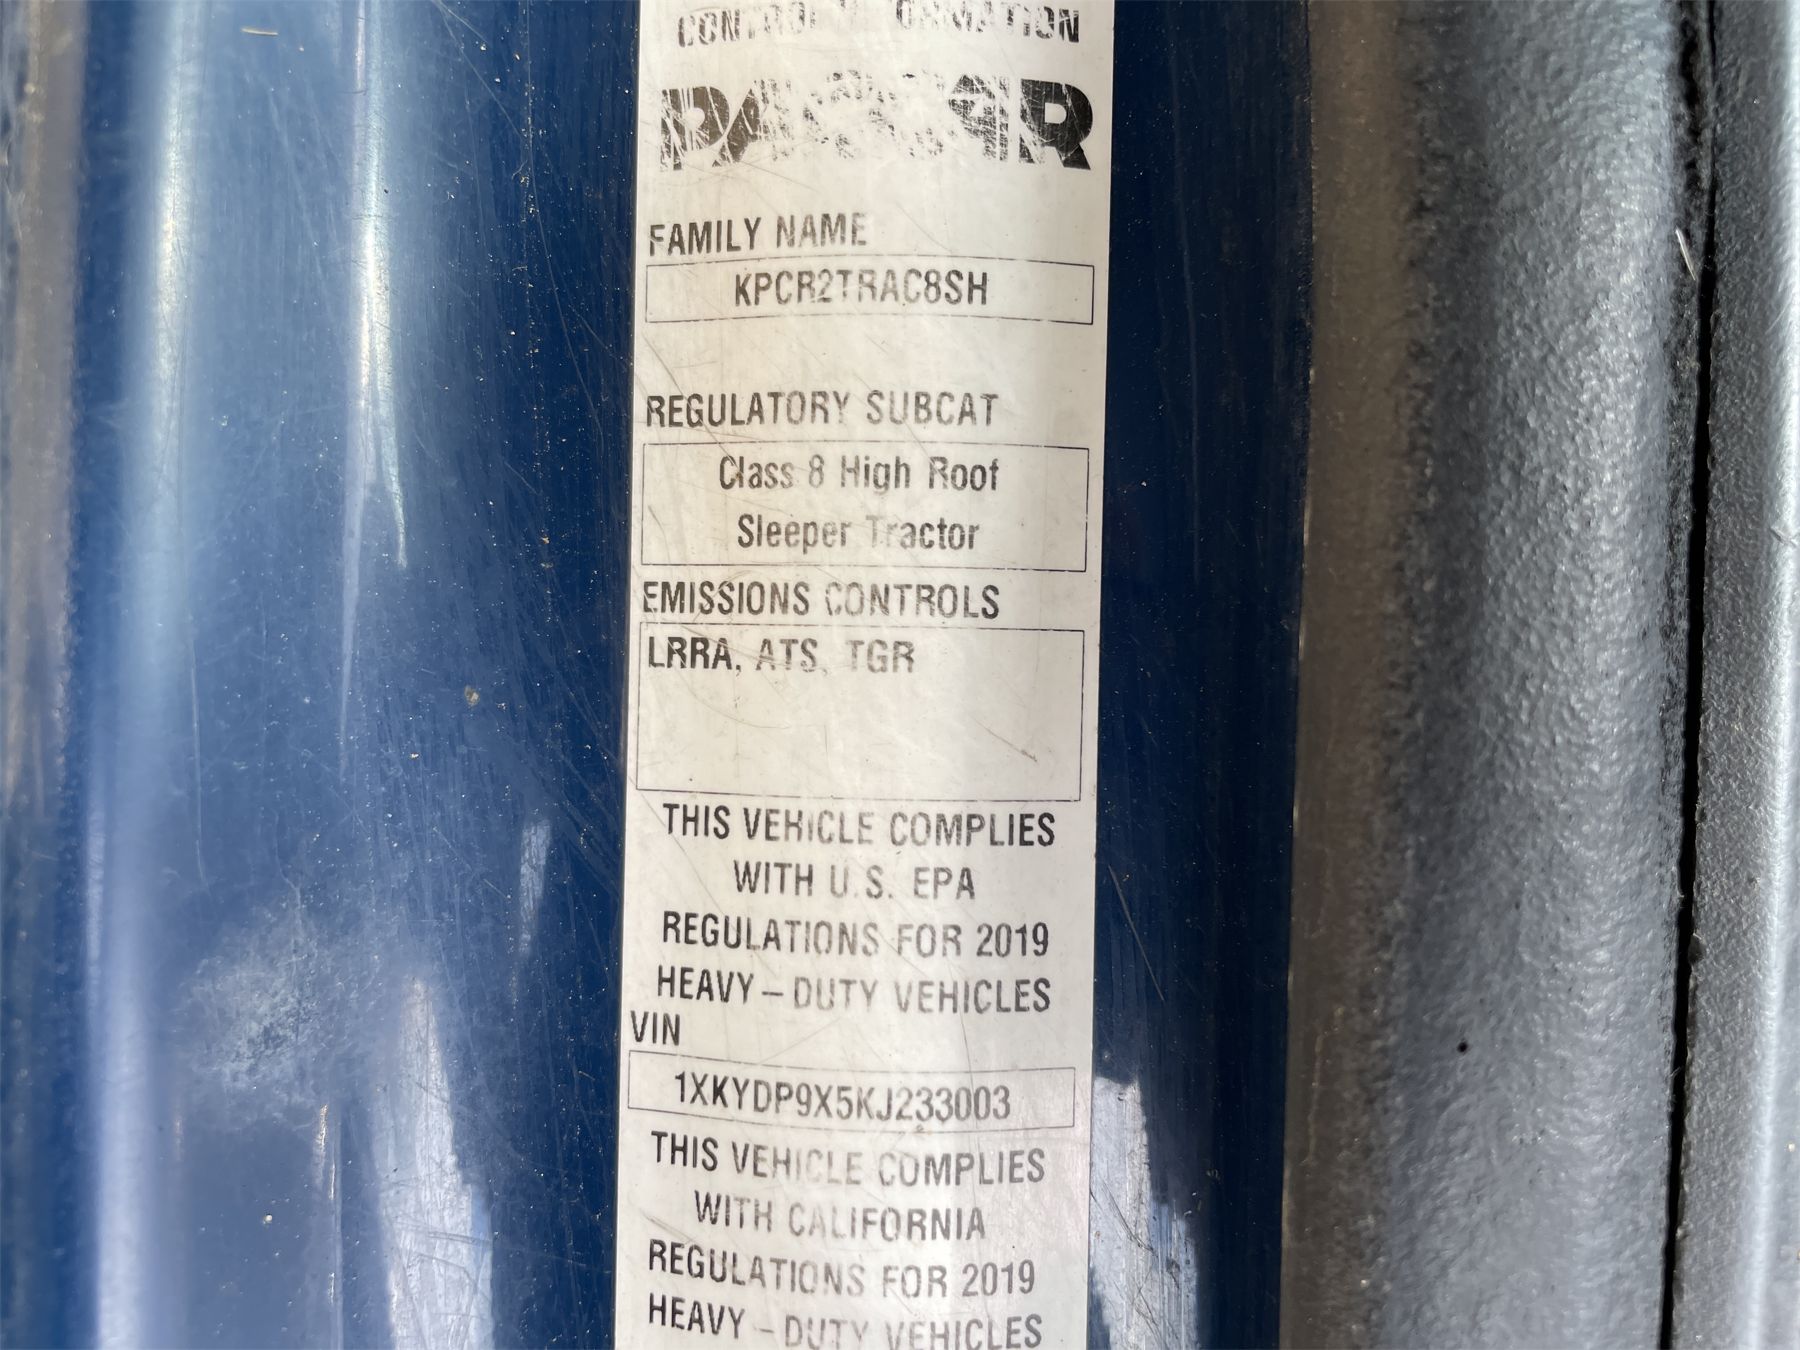 CONTROL INFORMATION
PACCAR
FAMILY NAME
KPCR2TRAC8SH
REGULATORY SUBCAT
Class 8 High Roof
Sleeper Tractor
EMISSIONS CONTROLS
LRRA, ATS, TGR
THIS VEHICLE COMPLIES
WITH U.S. EPA
REGULATIONS FOR 2019
HEAVY-DUTY VEHICLES
VIN
1XKYDP9X5KJ233003
THIS VEHICLE COMPLIES
WITH CALIFORNIA
REGULATIONS FOR 2019
HEAVY-DUTY VEHICLES